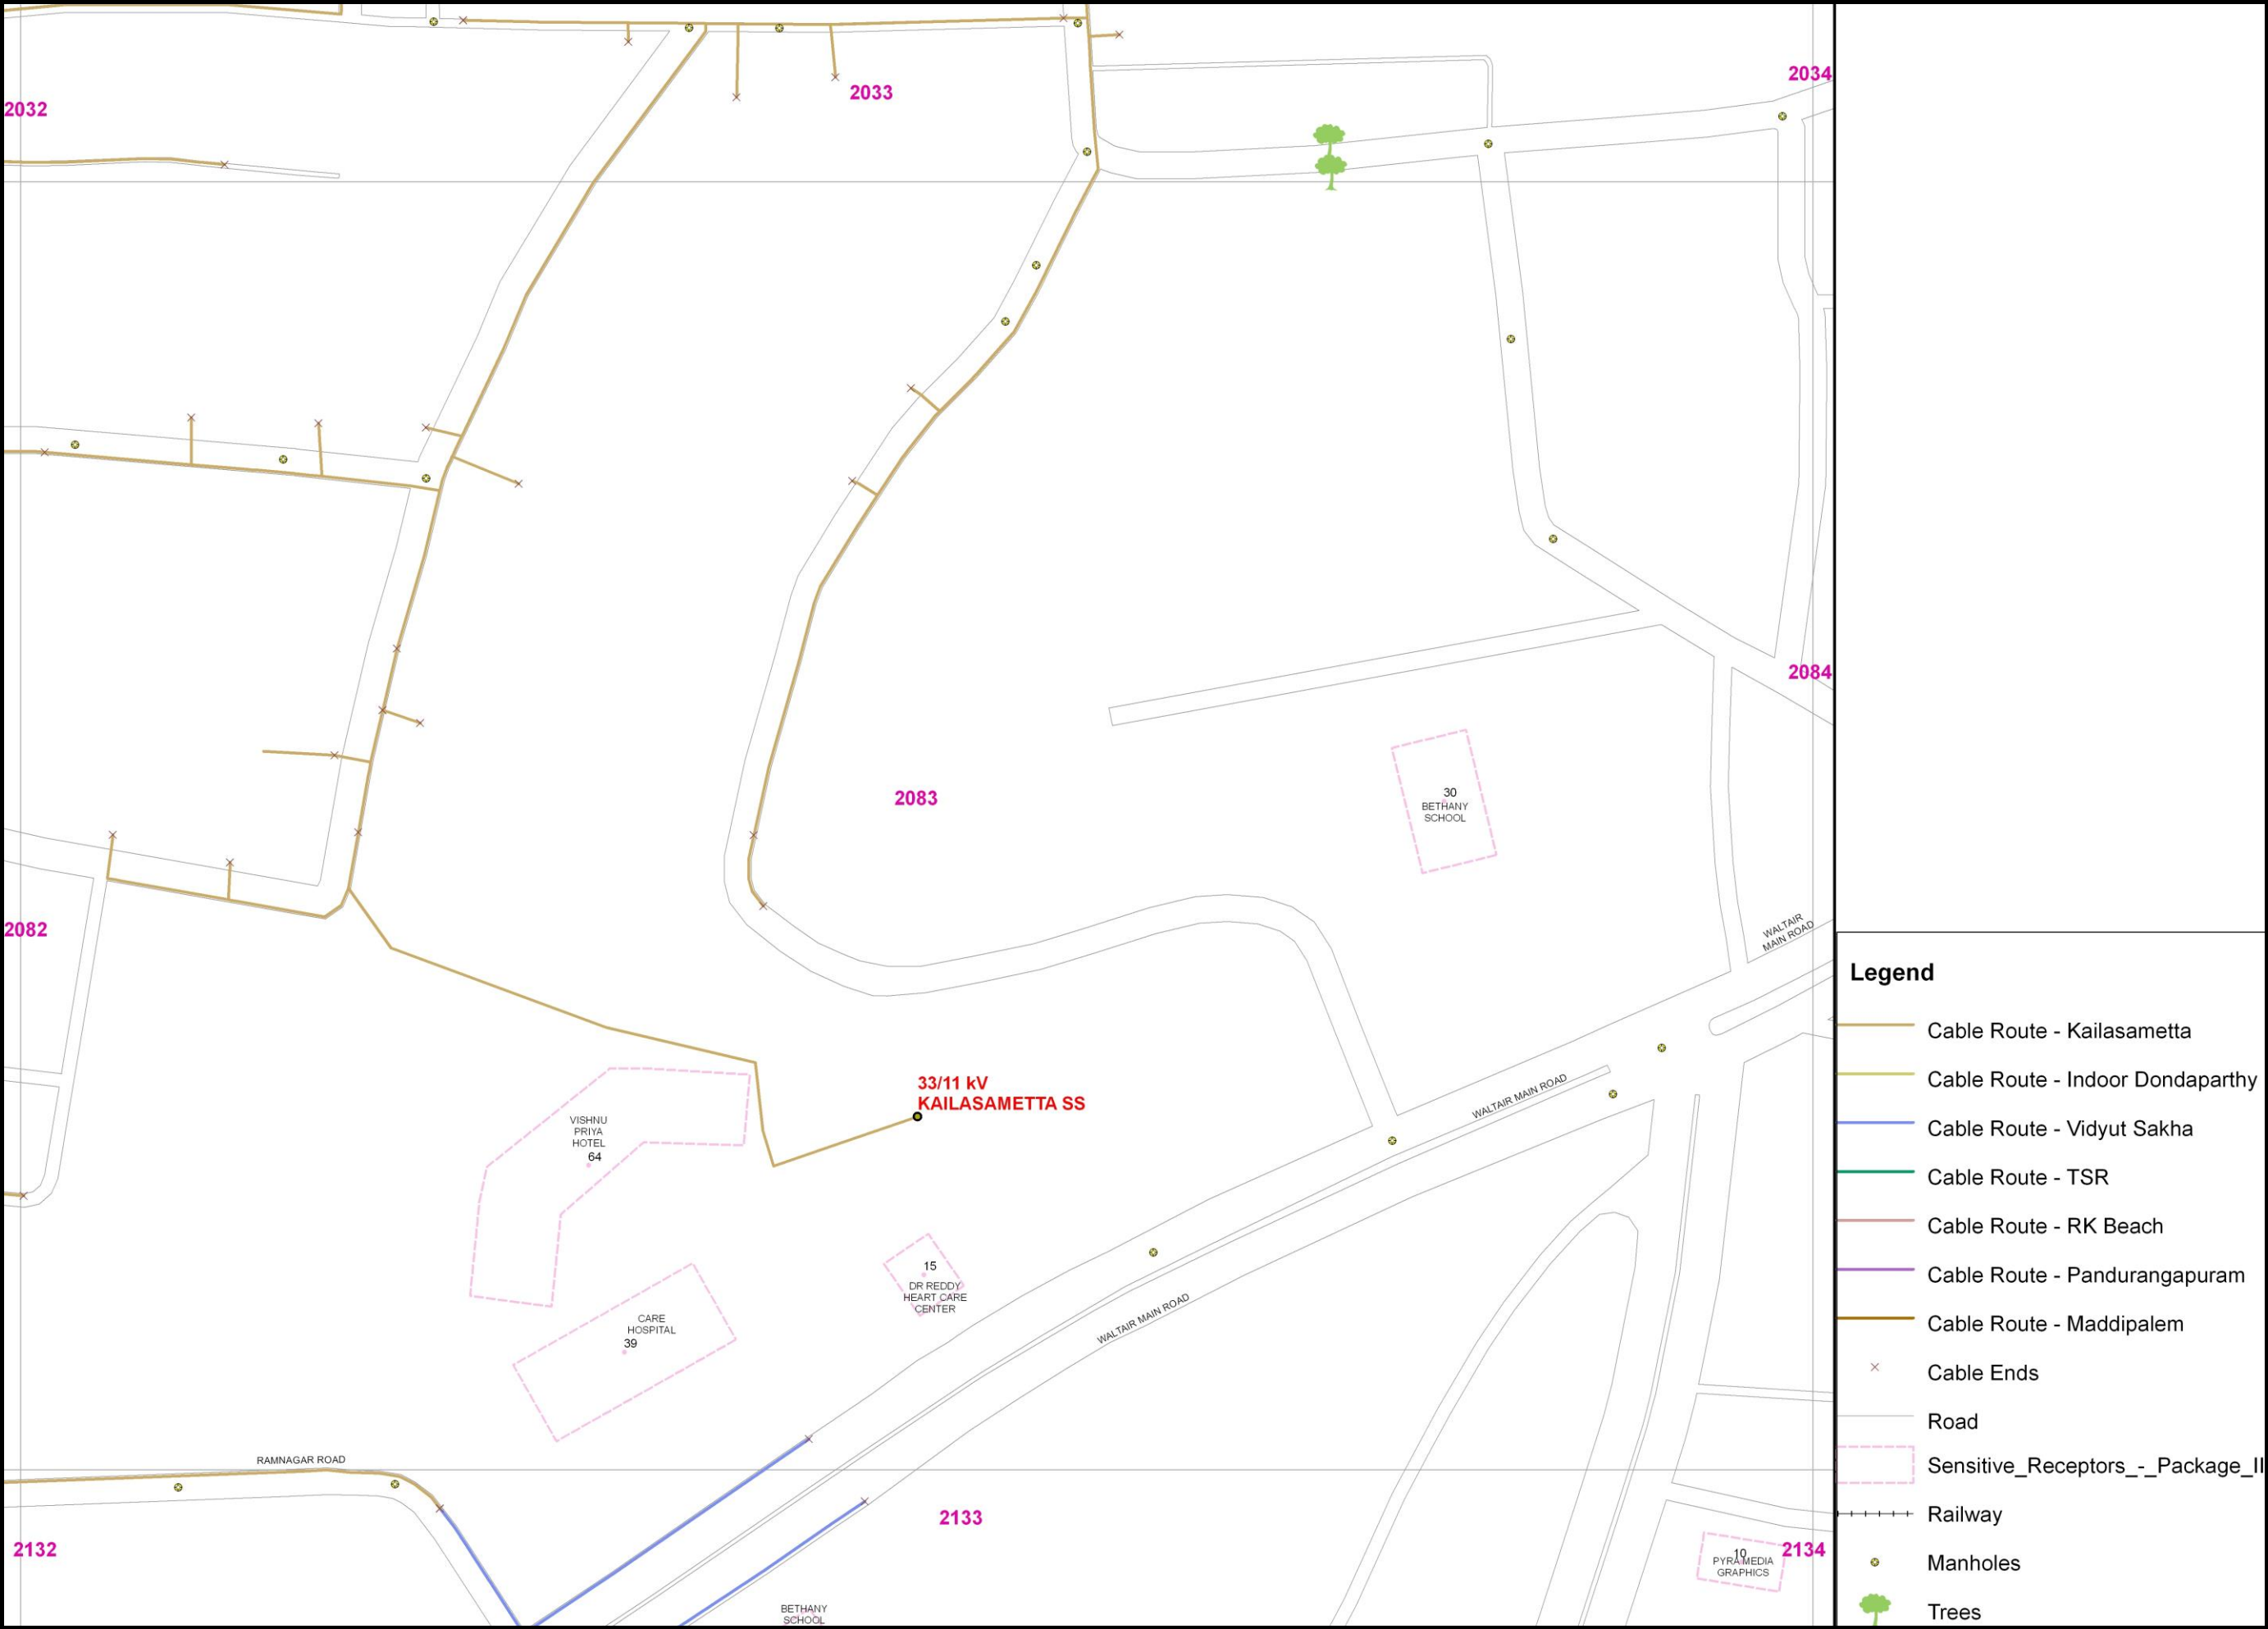 2034
2033
2032
2084
2083
30
BETHANY
SCHOOL
2082
WALTAIR
MAIN ROAD
33/11 kV
KAILASAMETTA SS
WALTAIR MAIN ROAD
VISHNU
PRIYA
HOTEL
64
15
DR REDDY
HEART CARE
CENTER
CARE
HOSPITAL
39
WALTAIR MAIN ROAD
RAMNAGAR ROAD
2133
2132
2134
10
PYRAMEDIA
GRAPHICS
BETHANY
SCHOOL
Legend
Cable Route - Kailasametta
Cable Route - Indoor Dondaparthy
Cable Route - Vidyut Sakha
Cable Route - TSR
Cable Route - RK Beach
Cable Route - Pandurangapuram
Cable Route - Maddipalem
Cable Ends
Road
Sensitive_Receptors_-_Package_II
Railway
Manholes
Trees